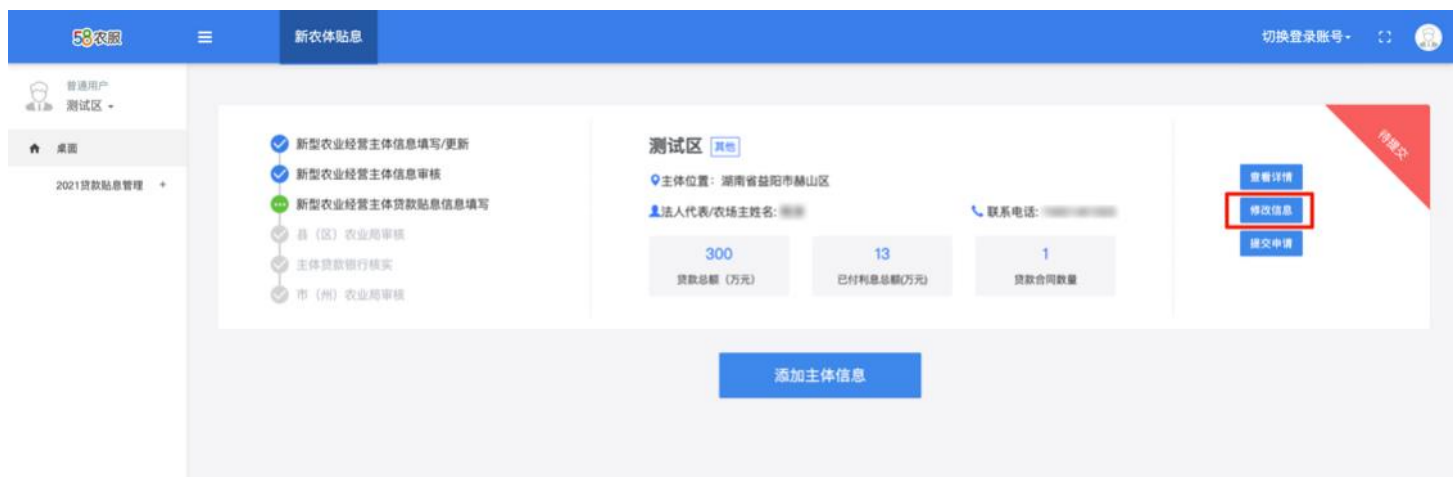 58农服
新农体贴息
切换登录账号
普通用户
测试区
桌面
2021贷款贴息管理 +
新型农业经营主体信息填写/更新
新型农业经营主体信息审核
新型农业经营主体贷款贴息信息填写
县（区）农业局审核
主体贷款银行核实
市（州）农业局审核
测试区 其他
主体位置：湖南省益阳市赫山区
法人代表/农场主姓名:
联系电话:
300
贷款总额（万元）
13
已付利息总额(万元)
1
贷款合同数量
待提交
查看详情
修改信息
提交申请
添加主体信息